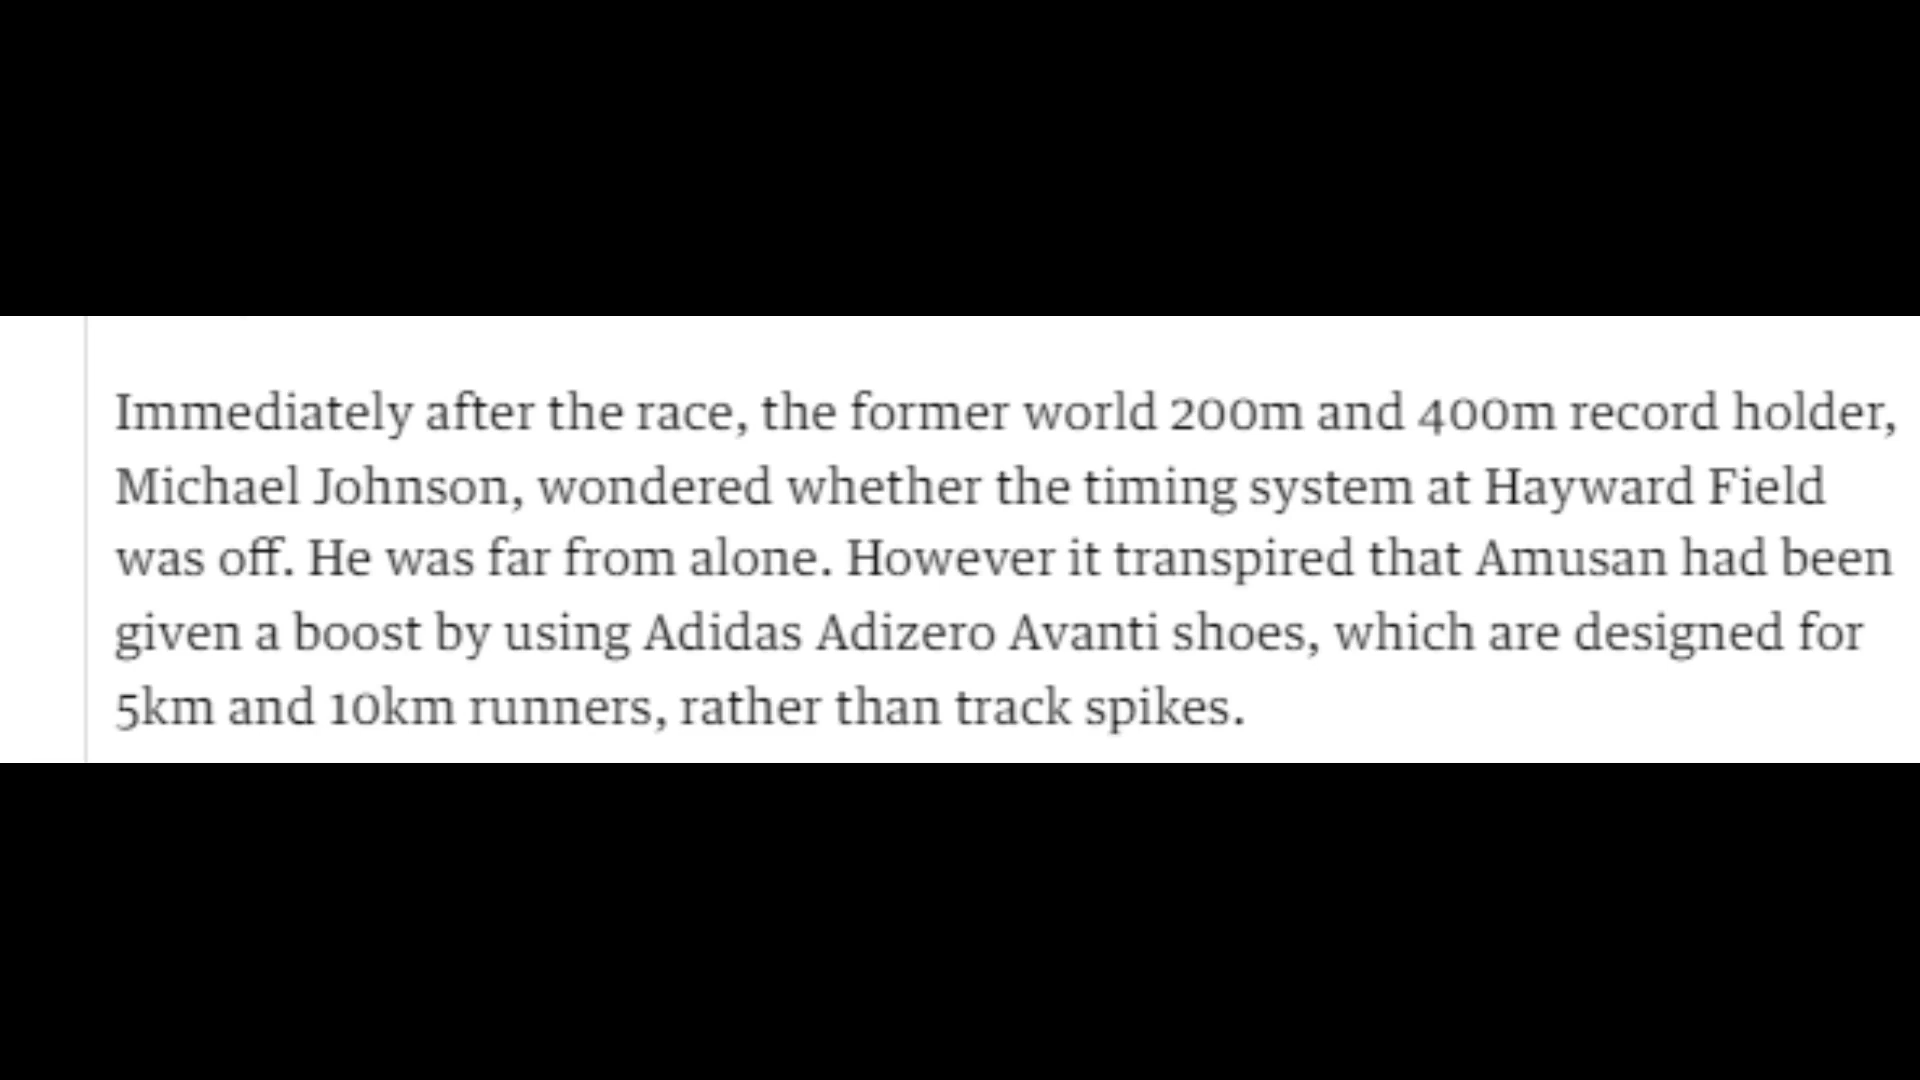 Immediately after the race, the former world 200m and 400m record holder,
Michael Johnson, wondered whether the timing system at Hayward Field
was off. He was far from alone. However it transpired that Amusan had been
given a boost by using Adidas Adizero Avanti shoes, which are designed for
5km and 10km runners, rather than track spikes.